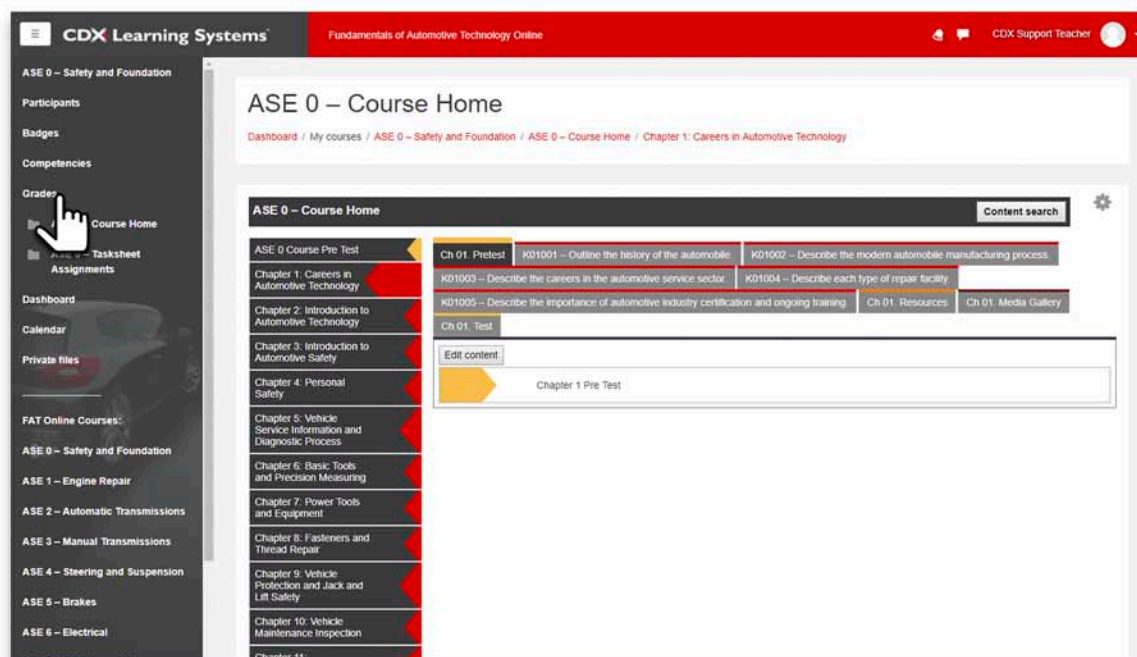 CDX Learning Systems
Fundamentals of Automotive Technology Online
CDX Support Teacher
ASE 0 – Safety and Foundation
Participants
Badges
Competencies
Grades
Course Home
Tasksheet
Assignments
Dashboard
Calendar
Private files
FAT Online Courses:
ASE 0 – Safety and Foundation
ASE 1 – Engine Repair
ASE 2 – Automatic Transmissions
ASE 3 – Manual Transmissions
ASE 4 – Steering and Suspension
ASE 5 – Brakes
ASE 6 – Electrical
ASE 0 – Course Home
Dashboard / My courses / ASE 0 – Safety and Foundation / ASE 0 – Course Home / Chapter 1: Careers in Automotive Technology
ASE 0 – Course Home
Content search
ASE 0 Course Pre Test
Chapter 1: Careers in
Automotive Technology
Chapter 2: Introduction to
Automotive Technology
Chapter 3: Introduction to
Automotive Safety
Chapter 4: Personal
Safety
Chapter 5: Vehicle
Service Information and
Diagnostic Process
Chapter 6: Basic Tools
and Precision Measuring
Chapter 7: Power Tools
and Equipment
Chapter 8: Fasteners and
Thread Repair
Chapter 9: Vehicle
Protection and Jack and
Lift Safety
Chapter 10: Vehicle
Maintenance Inspection
Chapter 11:
Ch 01. Pretest
K01001 – Outline the history of the automobile.
K01002 – Describe the modern automobile manufacturing process.
K01003 – Describe the careers in the automotive service sector.
K01004 – Describe each type of repair facility.
K01005 – Describe the importance of automotive industry certification and ongoing training.
Ch 01. Resources
Ch 01. Media Gallery
Ch 01. Test
Edit content
Chapter 1 Pre Test